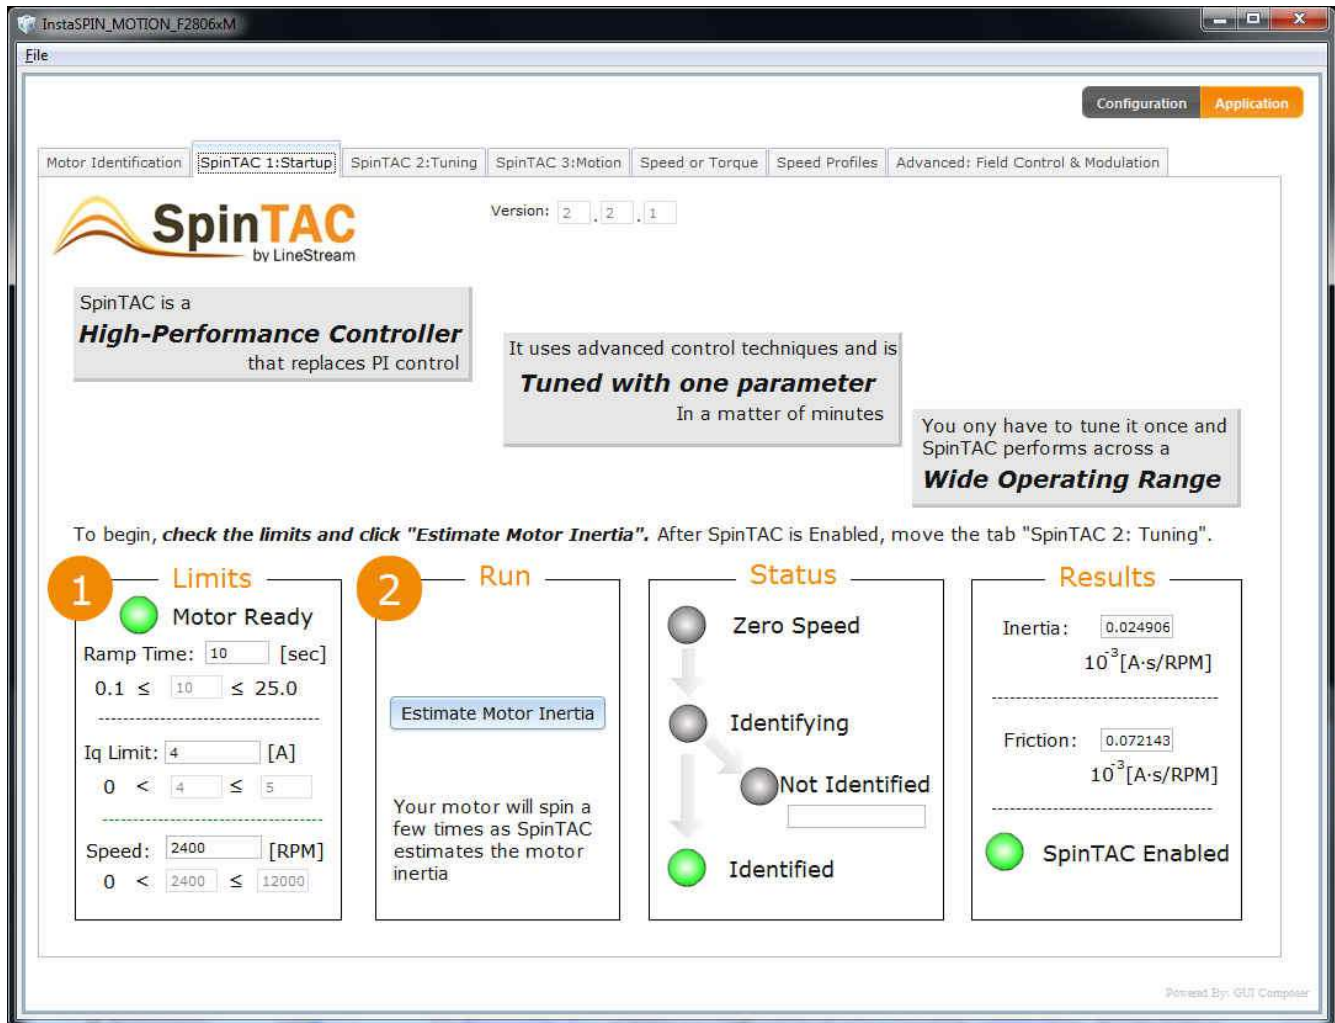 InstaSPIN_MOTION_F2806xM
File
Configuration Application
Motor Identification SpinTAC 1:Startup SpinTAC 2:Tuning SpinTAC 3:Motion Speed or Torque Speed Profiles Advanced: Field Control & Modulation
SpinTAC
by LineStream
Version: 2 . 2 . 1
SpinTAC is a
High-Performance Controller
that replaces PI control
It uses advanced control techniques and is
Tuned with one parameter
In a matter of minutes
You ony have to tune it once and
SpinTAC performs across a
Wide Operating Range
To begin, check the limits and click "Estimate Motor Inertia". After SpinTAC is Enabled, move the tab "SpinTAC 2: Tuning".
1 Limits
Motor Ready
Ramp Time: 10 [sec]
0.1 ≤ 10 ≤ 25.0
Iq Limit: 4 [A]
0 < 4 ≤ 5
Speed: 2400 [RPM]
0 < 2400 ≤ 12000
2 Run
Estimate Motor Inertia
Your motor will spin a
few times as SpinTAC
estimates the motor
inertia
Status
Zero Speed
Identifying
Not Identified
Identified
Results
Inertia: 0.024906
10⁻³[A·s/RPM]
Friction: 0.072143
10⁻³[A·s/RPM]
SpinTAC Enabled
Powered By: GUI Composer